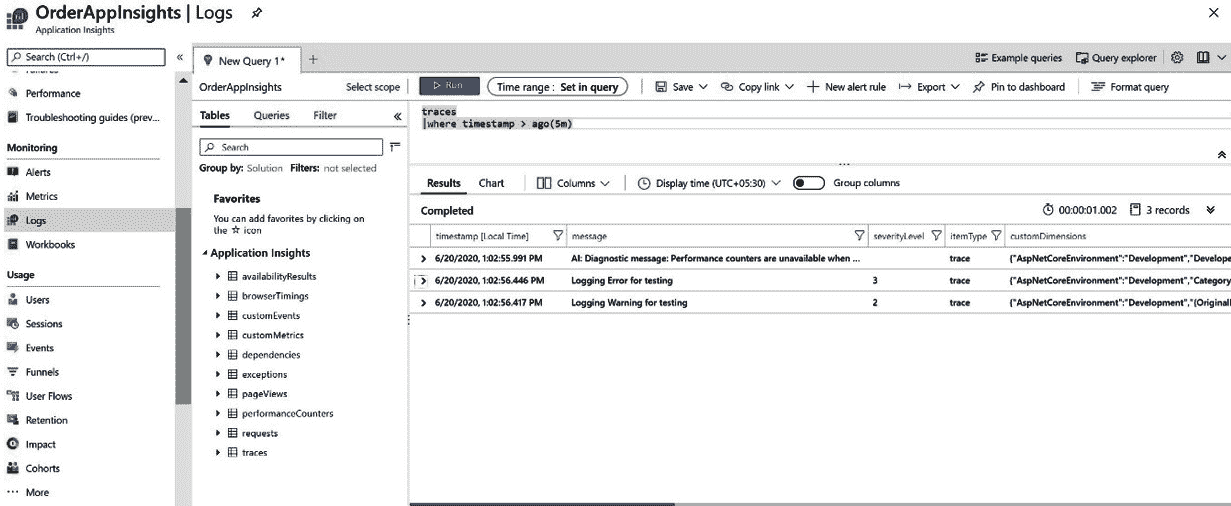 OrderAppInsights | Logs
Application Insights
Search (Ctrl+/)
Failures
Performance
Troubleshooting guides (prev...
Monitoring
Alerts
Metrics
Logs
Workbooks
Usage
Users
Sessions
Events
Funnels
User Flows
Retention
Impact
Cohorts
More
New Query 1*
Example queries
Query explorer
OrderAppInsights
Select scope
Run
Time range : Set in query
Save
Copy link
New alert rule
Export
Pin to dashboard
Format query
Tables
Queries
Filter
Search
Group by: Solution Filters: not selected
Favorites
You can add favorites by clicking on
the ☆ icon
Application Insights
availabilityResults
browserTimings
customEvents
customMetrics
dependencies
exceptions
pageViews
performanceCounters
requests
traces
traces
|where timestamp > ago(5m)
Results
Chart
Columns
Display time (UTC+05:30)
Group columns
Completed
00:00:01.002
3 records
timestamp [Local Time] message severityLevel itemType customDimensions
6/20/2020, 1:02:55.991 PM AI: Diagnostic message: Performance counters are unavailable when ... trace {"AspNetCoreEnvironment":"Development","Develope
6/20/2020, 1:02:56.446 PM Logging Error for testing 3 trace {"AspNetCoreEnvironment":"Development","Category
6/20/2020, 1:02:56.417 PM Logging Warning for testing 2 trace {"AspNetCoreEnvironment":"Development","{Original